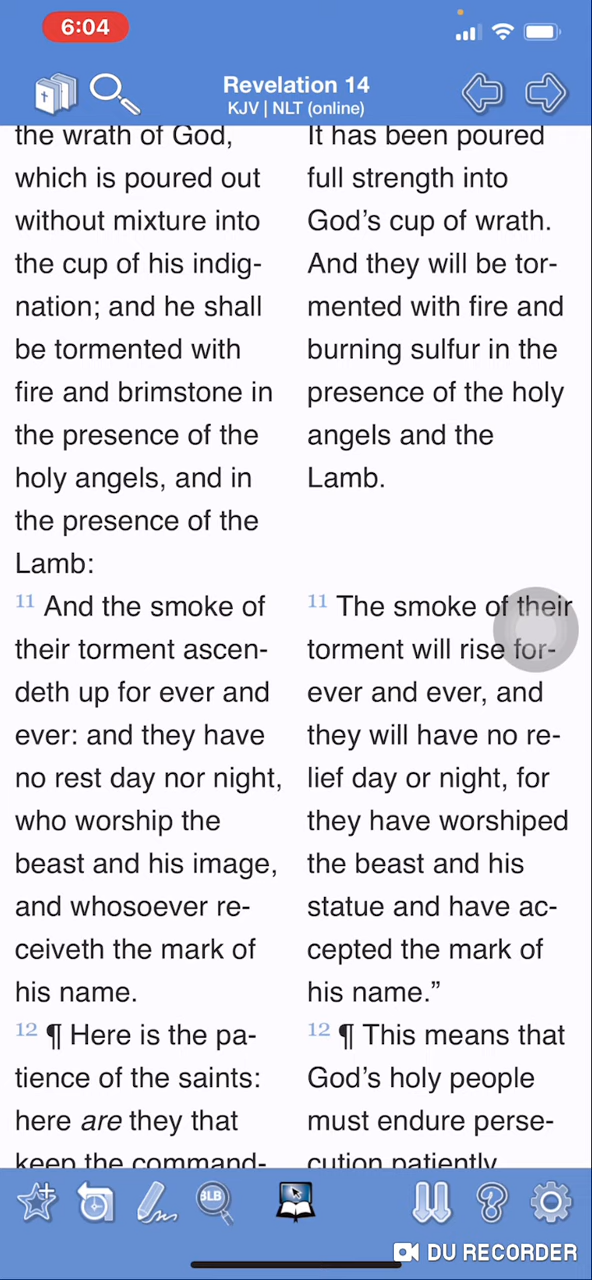 6:04
Revelation 14
KJV | NLT (online)
the wrath of God,
which is poured out
without mixture into
the cup of his indig-
nation; and he shall
be tormented with
fire and brimstone in
the presence of the
holy angels, and in
the presence of the
Lamb:
11 And the smoke of
their torment ascen-
deth up for ever and
ever: and they have
no rest day nor night,
who worship the
beast and his image,
and whosoever re-
ceiveth the mark of
his name.
12 ¶ Here is the pa-
tience of the saints:
here are they that
keep the command-
It has been poured
full strength into
God’s cup of wrath.
And they will be tor-
mented with fire and
burning sulfur in the
presence of the holy
angels and the
Lamb.
11 The smoke of their
torment will rise for-
ever and ever, and
they will have no re-
lief day or night, for
they have worshiped
the beast and his
statue and have ac-
cepted the mark of
his name.”
12 ¶ This means that
God’s holy people
must endure perse-
cution patiently
BLB
DU RECORDER